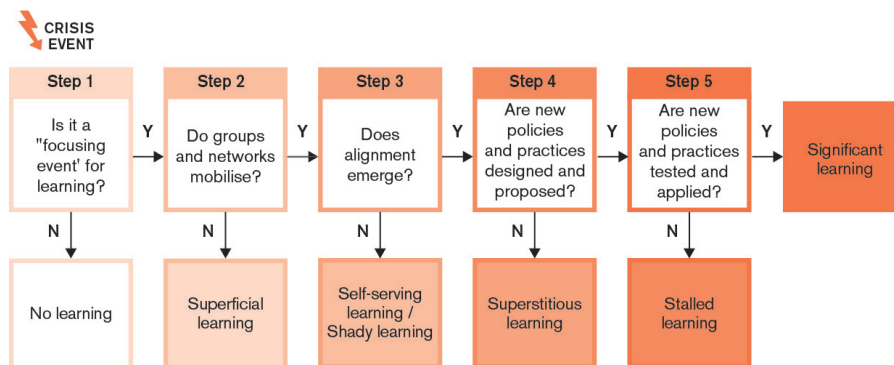 CRISIS
EVENT
Step 1
Is it a
"focusing
event' for
learning?
Y
N
No learning
Step 2
Do groups
and networks
mobilise?
Y
N
Superficial
learning
Step 3
Does
alignment
emerge?
Y
N
Self-serving
learning /
Shady learning
Step 4
Are new
policies
and practices
designed and
proposed?
Y
N
Superstitious
learning
Step 5
Are new
policies
and practices
tested and
applied?
Y
N
Stalled
learning
Significant
learning